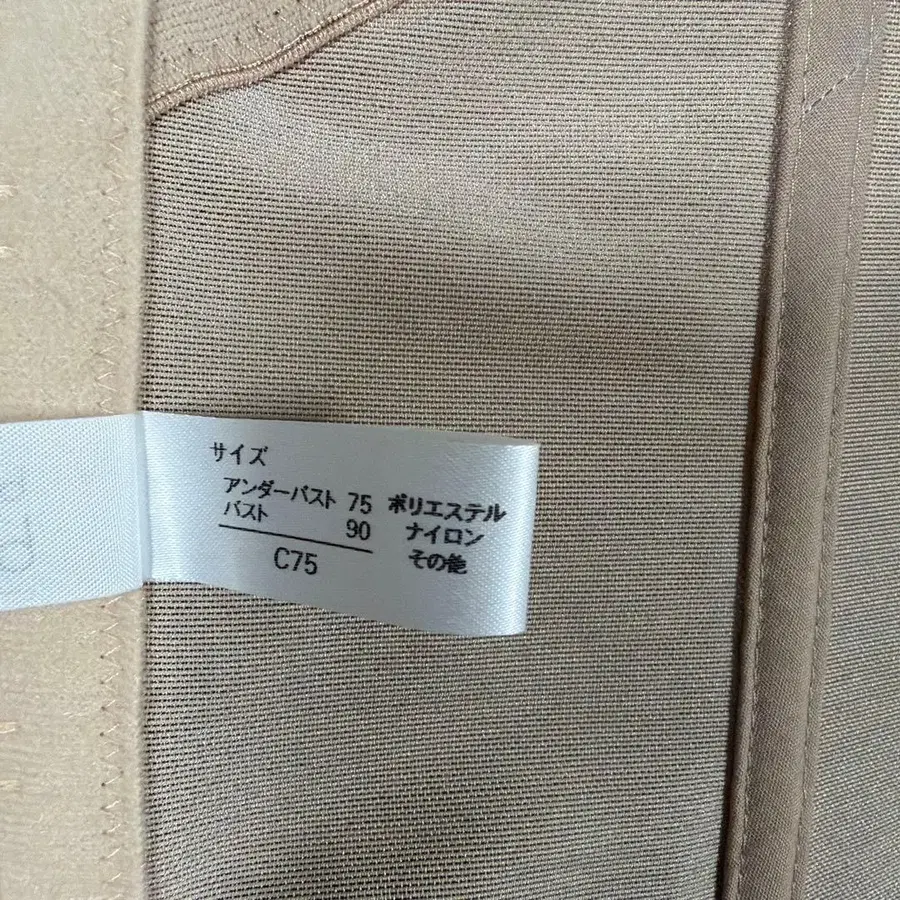 サイズ
アンダーバスト 75 ポリエステル
バスト 90 ナイロン
C75 その他